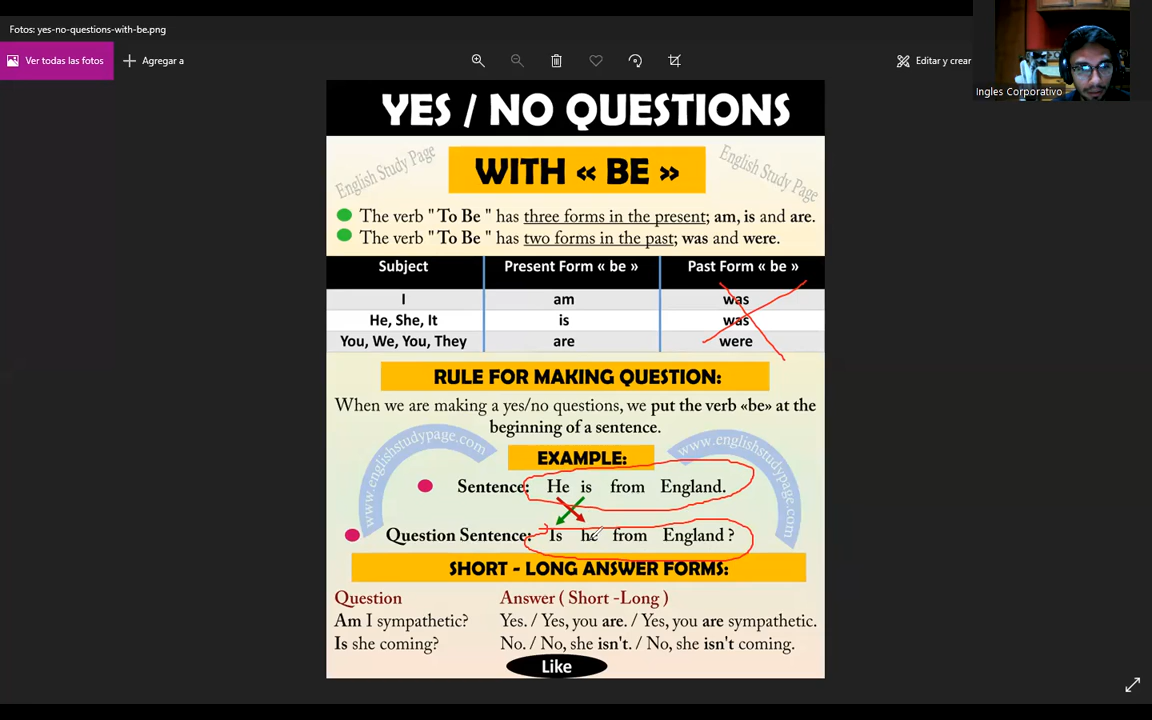 Fotos: yes-no-questions-with-be.png
Ver todas las fotos
Agregar a
Editar y crear
Ingles Corporativo
YES / NO QUESTIONS
English Study Page
WITH « BE »
English Study Page
The verb " To Be " has three forms in the present; am, is and are.
The verb " To Be " has two forms in the past; was and were.
Subject Present Form « be » Past Form « be »
I am was
He, She, It is was
You, We, You, They are were
RULE FOR MAKING QUESTION:
When we are making a yes/no questions, we put the verb «be» at the
beginning of a sentence.
www.englishstudypage.com
www.englishstudypage.com
EXAMPLE:
Sentence: He is from England.
Question Sentence: Is he from England ?
SHORT - LONG ANSWER FORMS:
Question Answer ( Short -Long )
Am I sympathetic? Yes. / Yes, you are. / Yes, you are sympathetic.
Is she coming? No. / No, she isn't. / No, she isn't coming.
Like